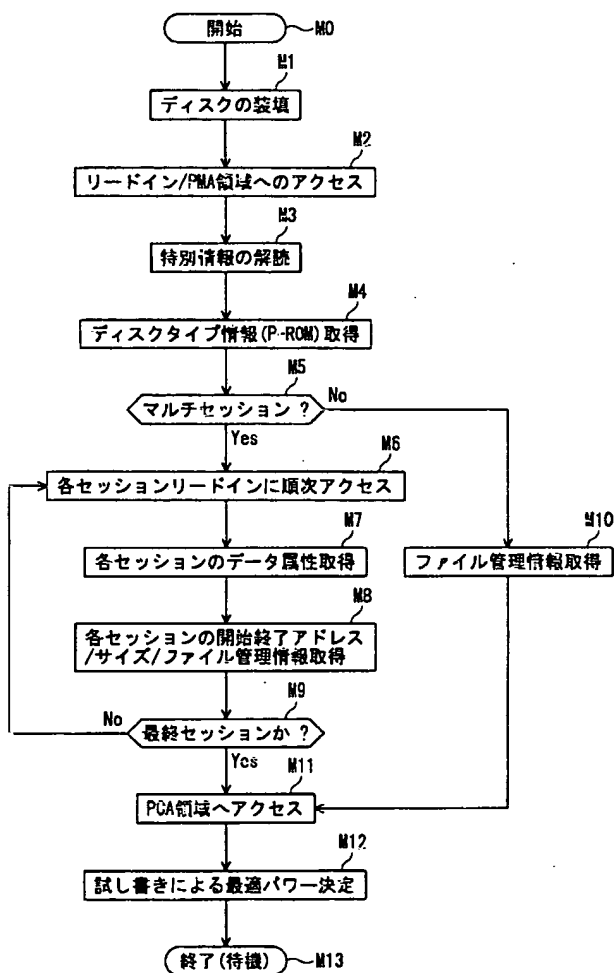 開始
M0
M1
ディスクの装填
M2
リードイン/PMA領域へのアクセス
M3
特別情報の解読
M4
ディスクタイプ情報(P-ROM)取得
M5
マルチセッション ?
No
Yes
M6
各セッションリードインに順次アクセス
M7
各セッションのデータ属性取得
M10
ファイル管理情報取得
M8
各セッションの開始終了アドレス
/サイズ/ファイル管理情報取得
M9
No
最終セッションか ?
Yes
M11
PCA領域へアクセス
M12
試し書きによる最適パワー決定
終了(待機)
M13